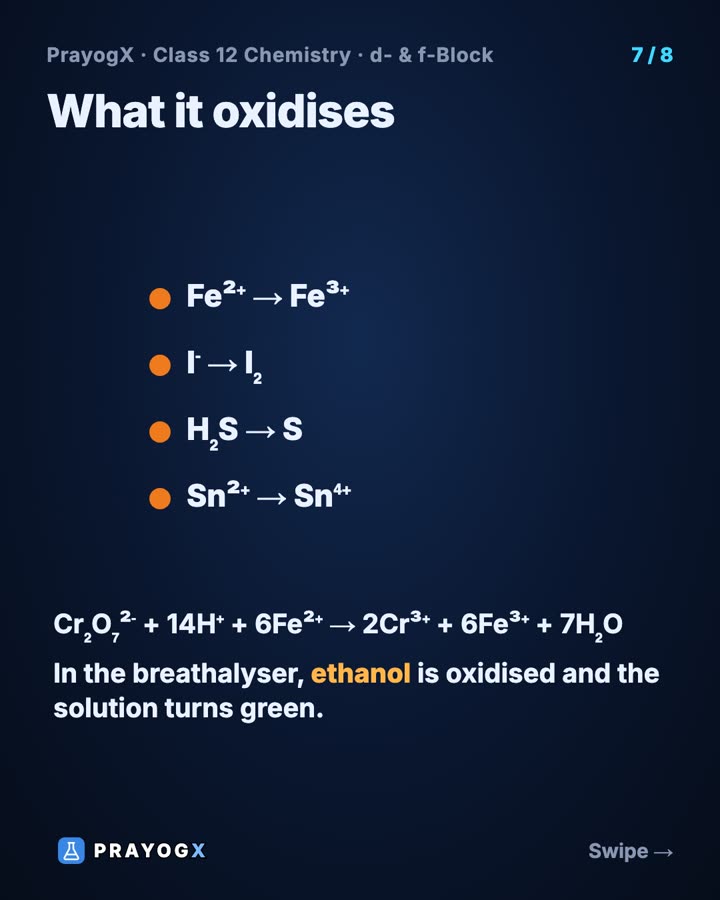 PrayogX · Class 12 Chemistry · d- & f-Block
7 / 8
What it oxidises
Fe²⁺ → Fe³⁺
I⁻ → I₂
H₂S → S
Sn²⁺ → Sn⁴⁺
Cr₂O₇²⁻ + 14H⁺ + 6Fe²⁺ → 2Cr³⁺ + 6Fe³⁺ + 7H₂O
In the breathalyser, ethanol is oxidised and the
solution turns green.
PRAYOGX
Swipe →